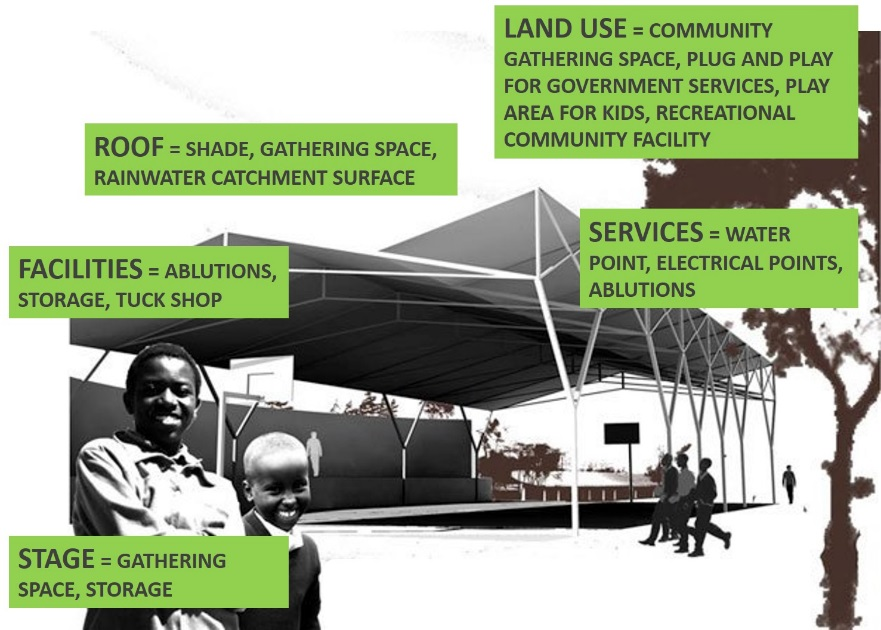 LAND USE = COMMUNITY
GATHERING SPACE, PLUG AND PLAY
FOR GOVERNMENT SERVICES, PLAY
AREA FOR KIDS, RECREATIONAL
COMMUNITY FACILITY
ROOF = SHADE, GATHERING SPACE,
RAINWATER CATCHMENT SURFACE
SERVICES = WATER
POINT, ELECTRICAL POINTS,
ABLUTIONS
FACILITIES = ABLUTIONS,
STORAGE, TUCK SHOP
STAGE = GATHERING
SPACE, STORAGE